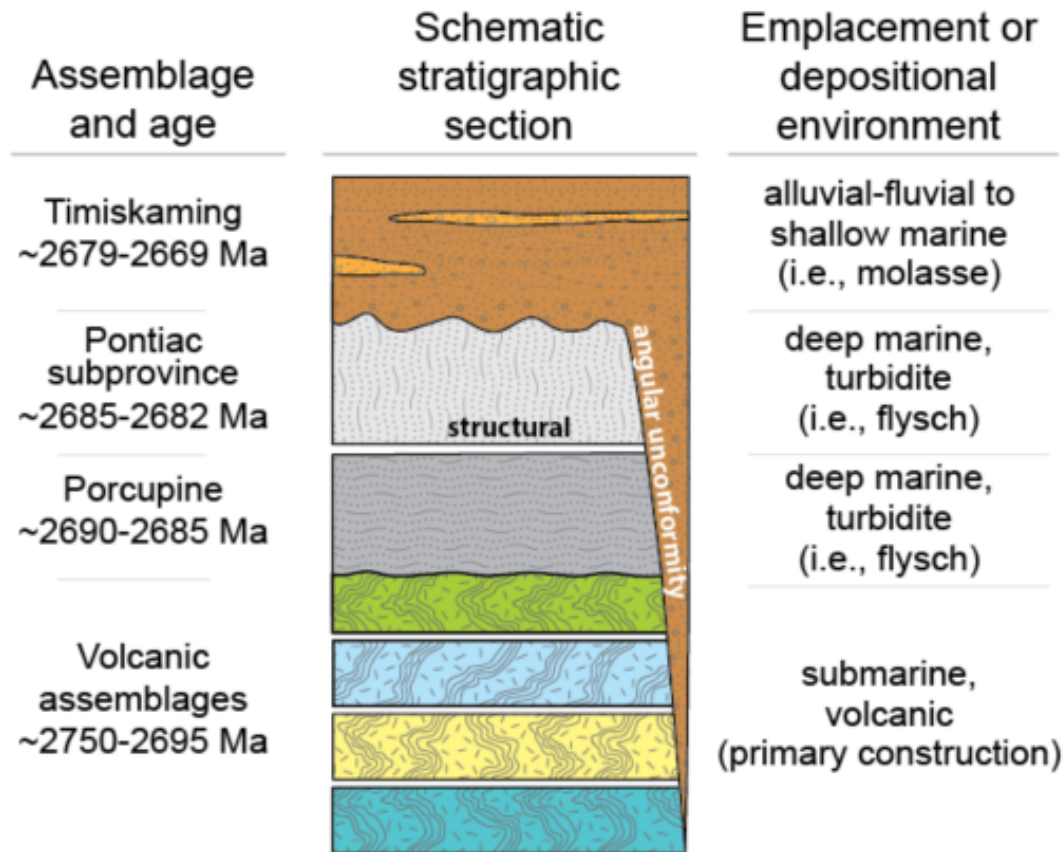 Assemblage
and age
Schematic
stratigraphic
section
Emplacement or
depositional
environment
Timiskaming
~2679-2669 Ma
alluvial-fluvial to
shallow marine
(i.e., molasse)
Pontiac
subprovince
~2685-2682 Ma
structural
angular unconformity
deep marine,
turbidite
(i.e., flysch)
Porcupine
~2690-2685 Ma
deep marine,
turbidite
(i.e., flysch)
Volcanic
assemblages
~2750-2695 Ma
submarine,
volcanic
(primary construction)